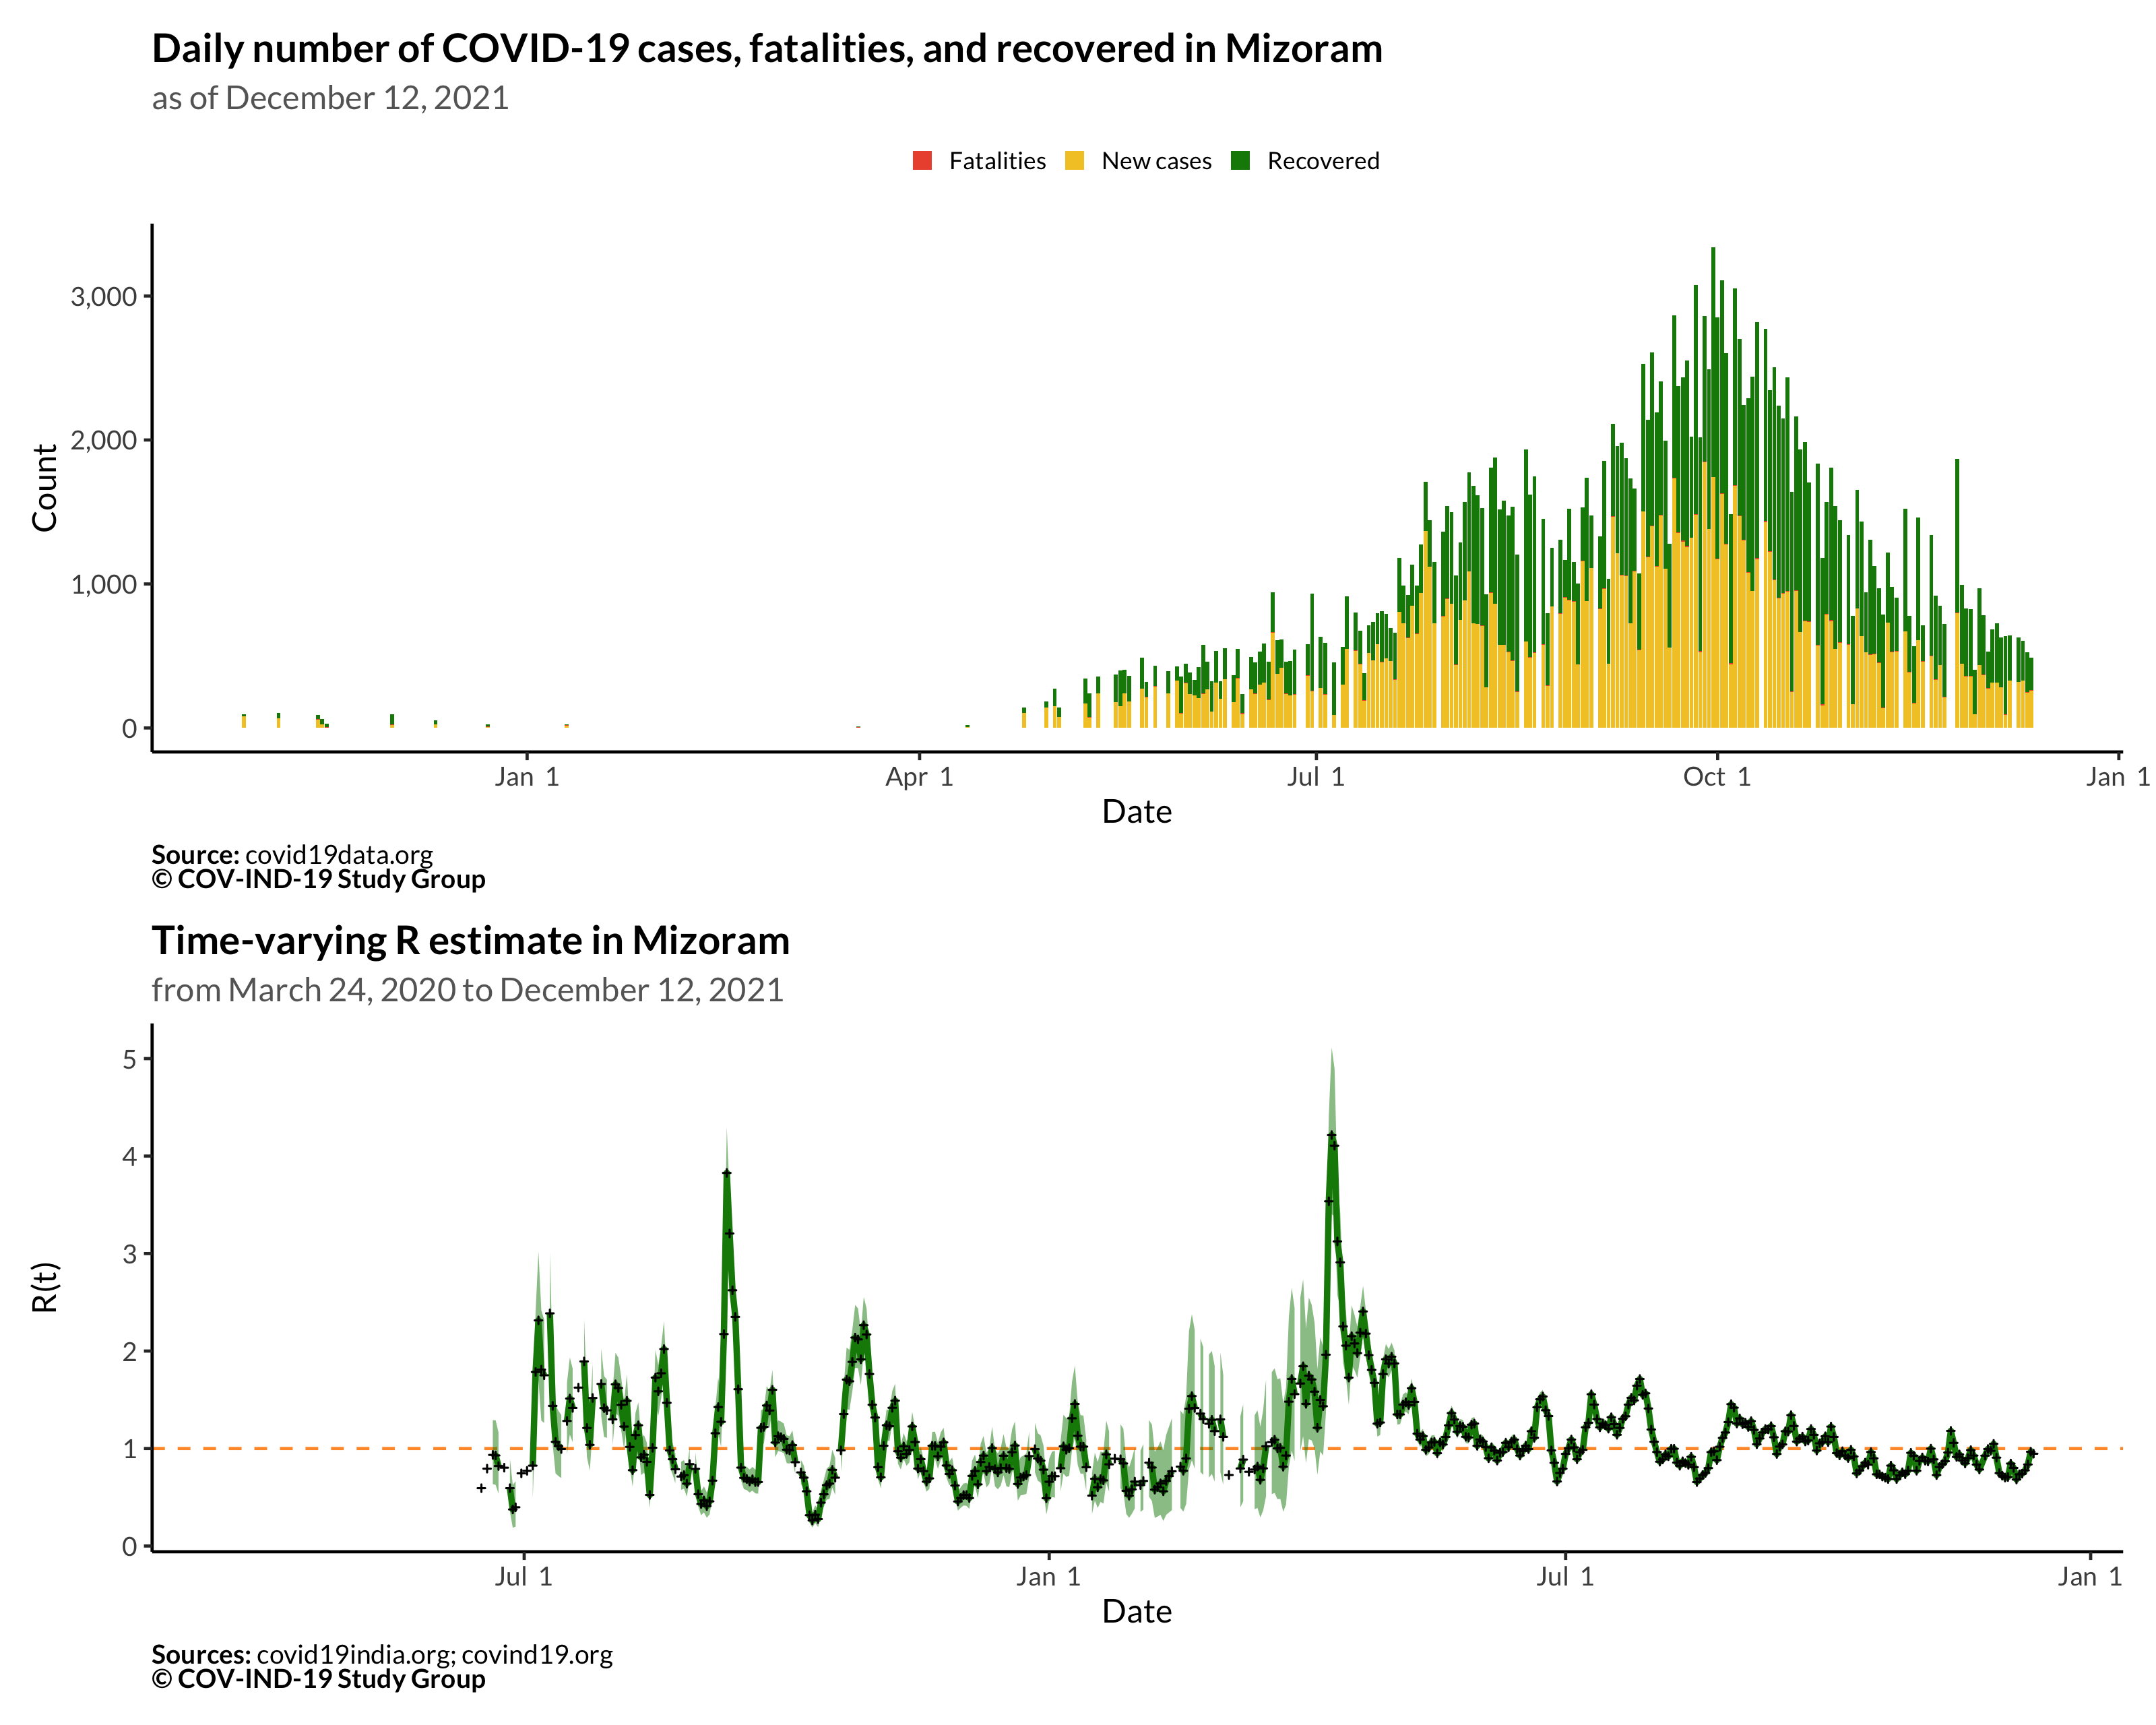 Daily number of COVID-19 cases, fatalities, and recovered in Mizoram
as of December 12, 2021
Fatalities New cases Recovered
3,000
2,000
1,000
0
Count
Jan 1 Apr 1 Jul 1 Oct 1 Jan 1
Date
Source: covid19data.org
© COV-IND-19 Study Group
Time-varying R estimate in Mizoram
from March 24, 2020 to December 12, 2021
5
4
3
2
1
0
R(t)
Jul 1 Jan 1 Jul 1 Jan 1
Date
Sources: covid19india.org; covind19.org
© COV-IND-19 Study Group